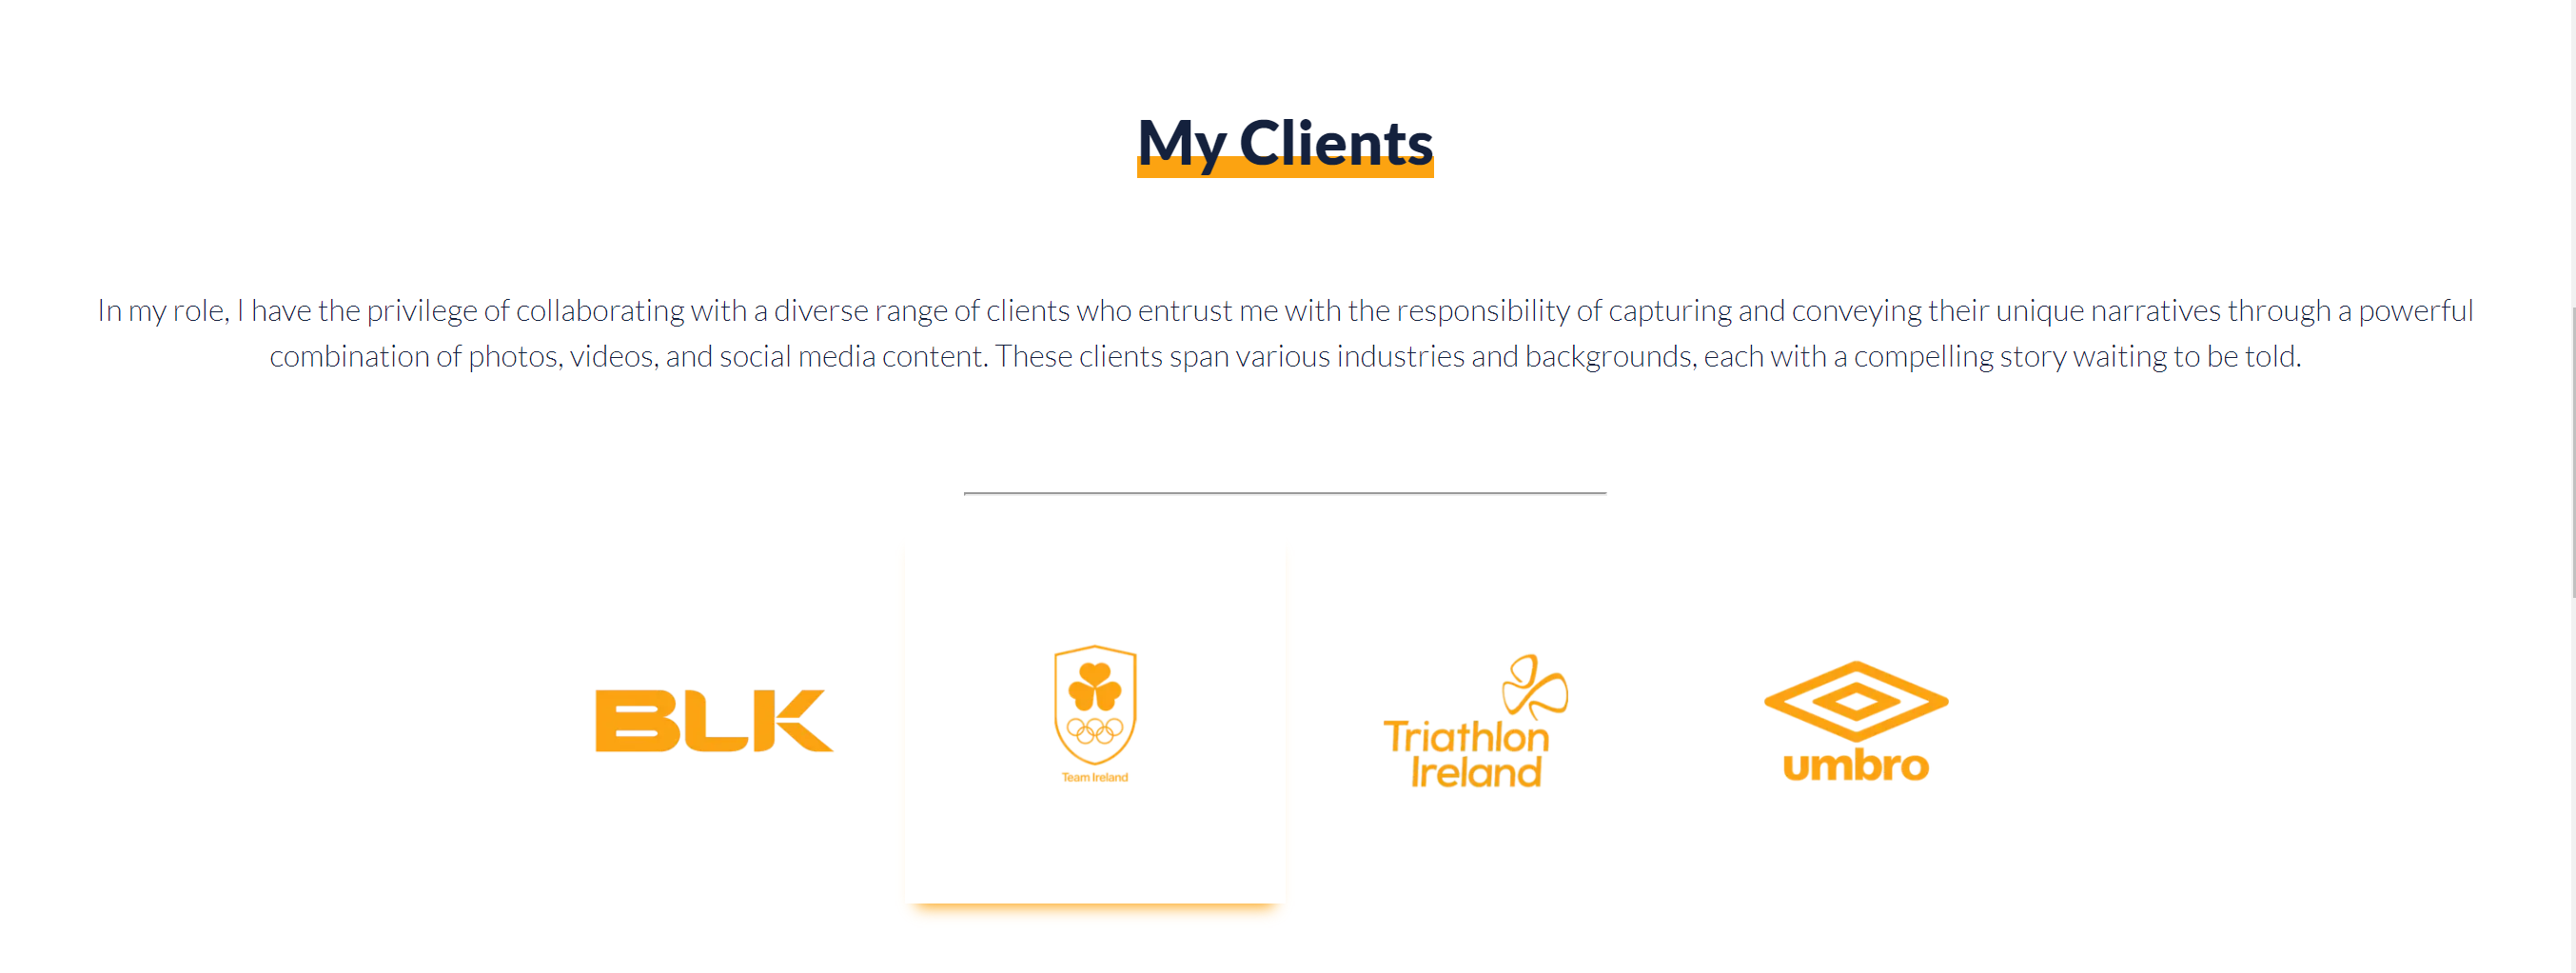 My Clients
In my role, I have the privilege of collaborating with a diverse range of clients who entrust me with the responsibility of capturing and conveying their unique narratives through a powerful
combination of photos, videos, and social media content. These clients span various industries and backgrounds, each with a compelling story waiting to be told.
BLK
Team Ireland
Triathlon
Ireland
umbro